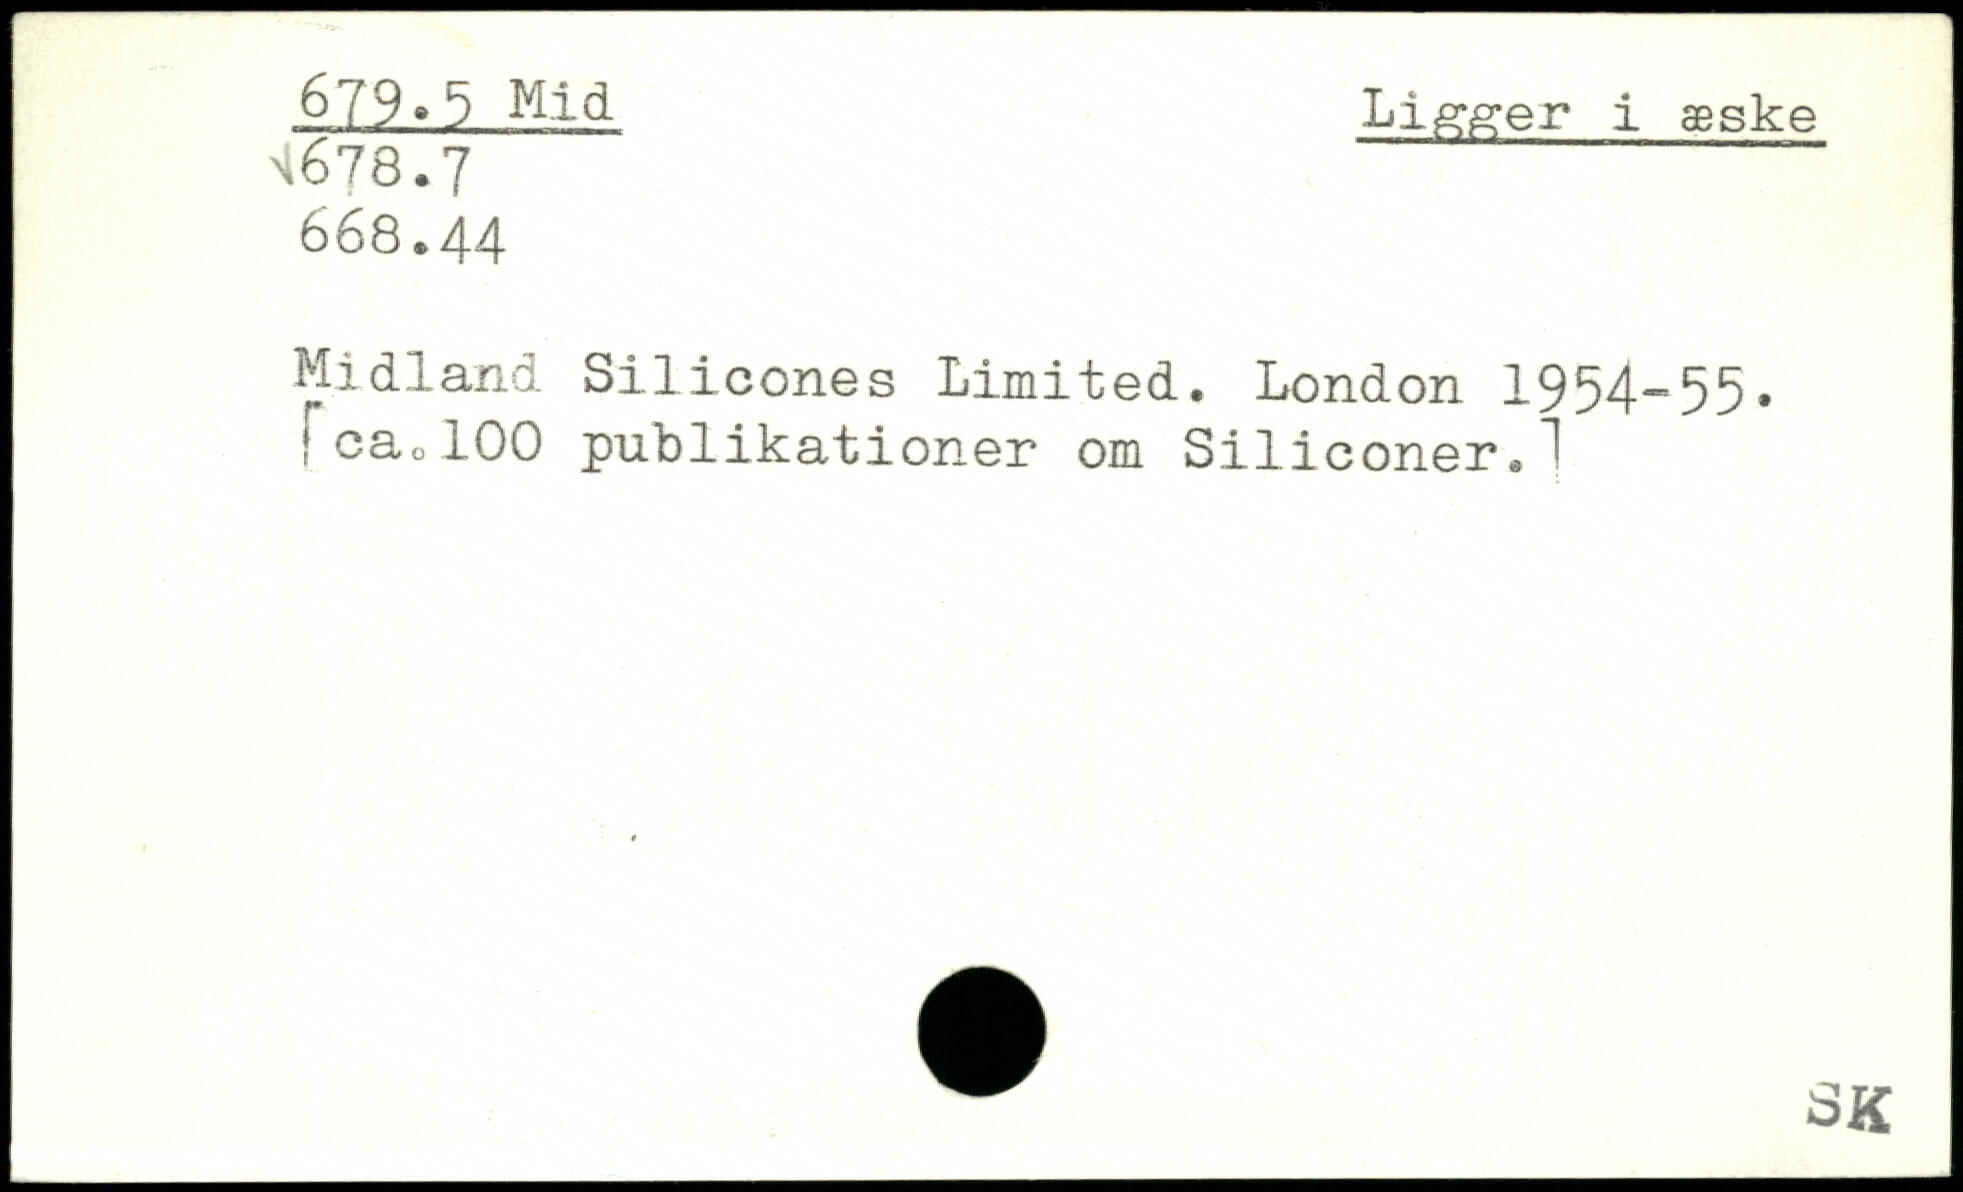 679.5 Mid
Ligger i æske
√678.7
668.44
Midland Silicones Limited. London 1954-55.
[ca.100 publikationer om Siliconer.]
SK